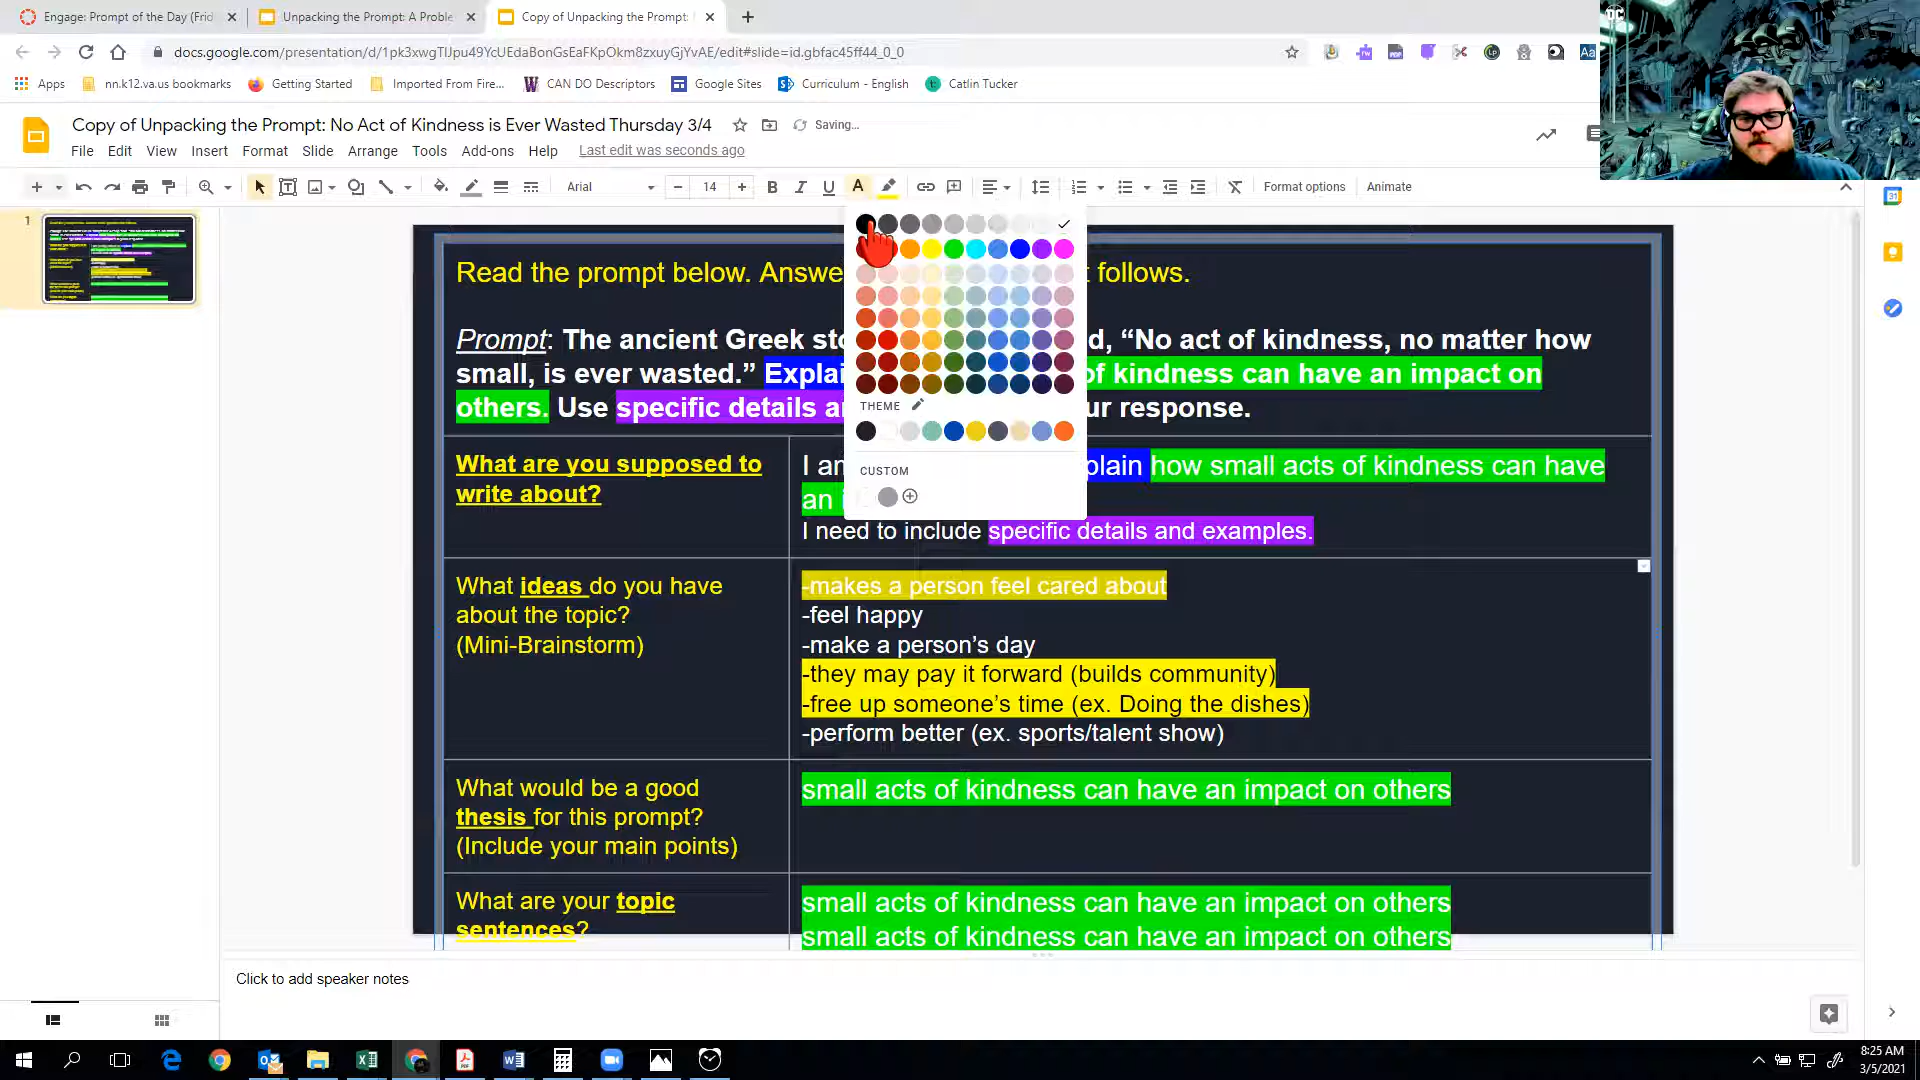 Engage: Prompt of the Day (Frid
Unpacking the Prompt: A Proble
Copy of Unpacking the Prompt:
docs.google.com/presentation/d/1pk3xwgTlJpu49YcUEdaBonGsEaFKpOkm8zxuyGjYvAE/edit#slide=id.gbfac45ff44_0_0
Apps
nn.k12.va.us bookmarks
Getting Started
Imported From Fire...
CAN DO Descriptors
Google Sites
Curriculum - English
Catlin Tucker
DC
Copy of Unpacking the Prompt: No Act of Kindness is Ever Wasted Thursday 3/4
Saving...
File Edit View Insert Format Slide Arrange Tools Add-ons Help
Last edit was seconds ago
Arial
14
Format options
Animate
1
THEME
CUSTOM
Read the prompt below. Answe follows.
Prompt: The ancient Greek sto d, “No act of kindness, no matter how
small, is ever wasted.” Explai of kindness can have an impact on
others. Use specific details a ur response.
What are you supposed to
write about?
I a plain how small acts of kindness can have
an i
I need to include specific details and examples.
What ideas do you have
about the topic?
(Mini-Brainstorm)
-makes a person feel cared about
-feel happy
-make a person’s day
-they may pay it forward (builds community)
-free up someone’s time (ex. Doing the dishes)
-perform better (ex. sports/talent show)
What would be a good
thesis for this prompt?
(Include your main points)
small acts of kindness can have an impact on others
What are your topic
sentences?
small acts of kindness can have an impact on others
small acts of kindness can have an impact on others
Click to add speaker notes
8:25 AM
3/5/2021